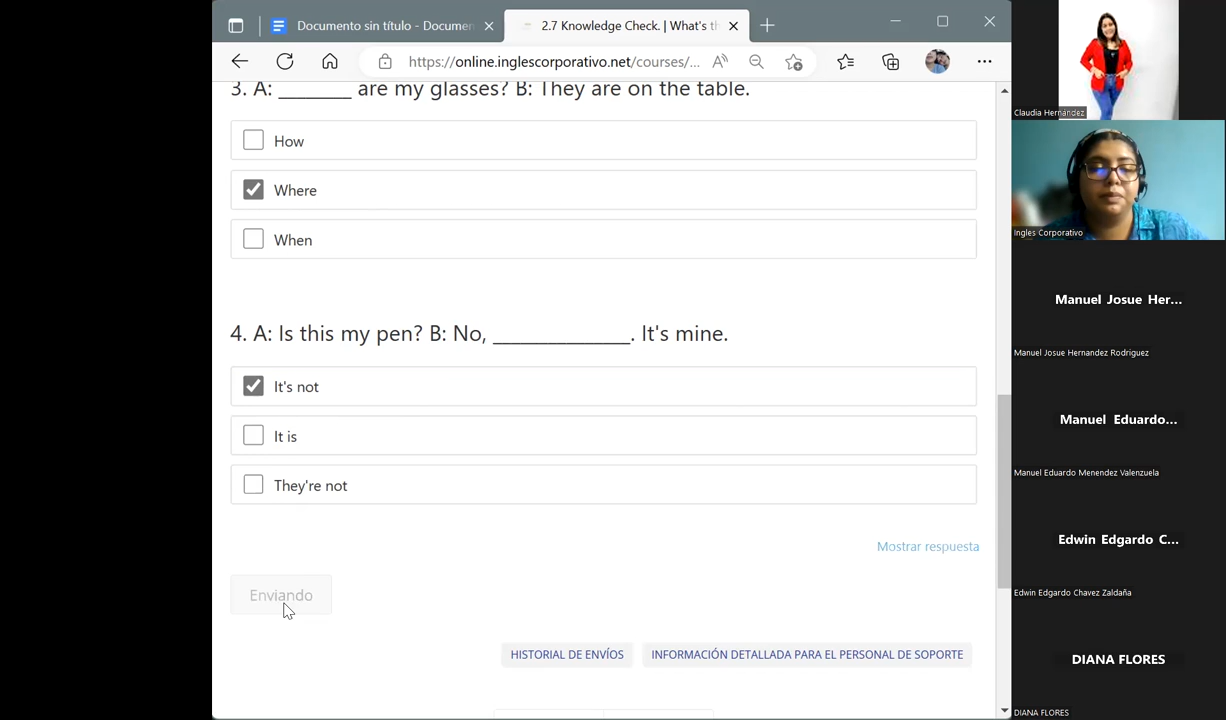 Documento sin título - Documen
2.7 Knowledge Check. | What's th
https://online.inglescorporativo.net/courses/...
3. A: ________ are my glasses? B: They are on the table.
How
Where
When
4. A: Is this my pen? B: No, _______________. It's mine.
It's not
It is
They're not
Mostrar respuesta
Enviando
HISTORIAL DE ENVÍOS
INFORMACIÓN DETALLADA PARA EL PERSONAL DE SOPORTE
Claudia Hernández
Ingles Corporativo
Manuel Josue Her...
Manuel Josue Hernandez Rodriguez
Manuel Eduardo...
Manuel Eduardo Menendez Valenzuela
Edwin Edgardo C...
Edwin Edgardo Chavez Zaldaña
DIANA FLORES
DIANA FLORES